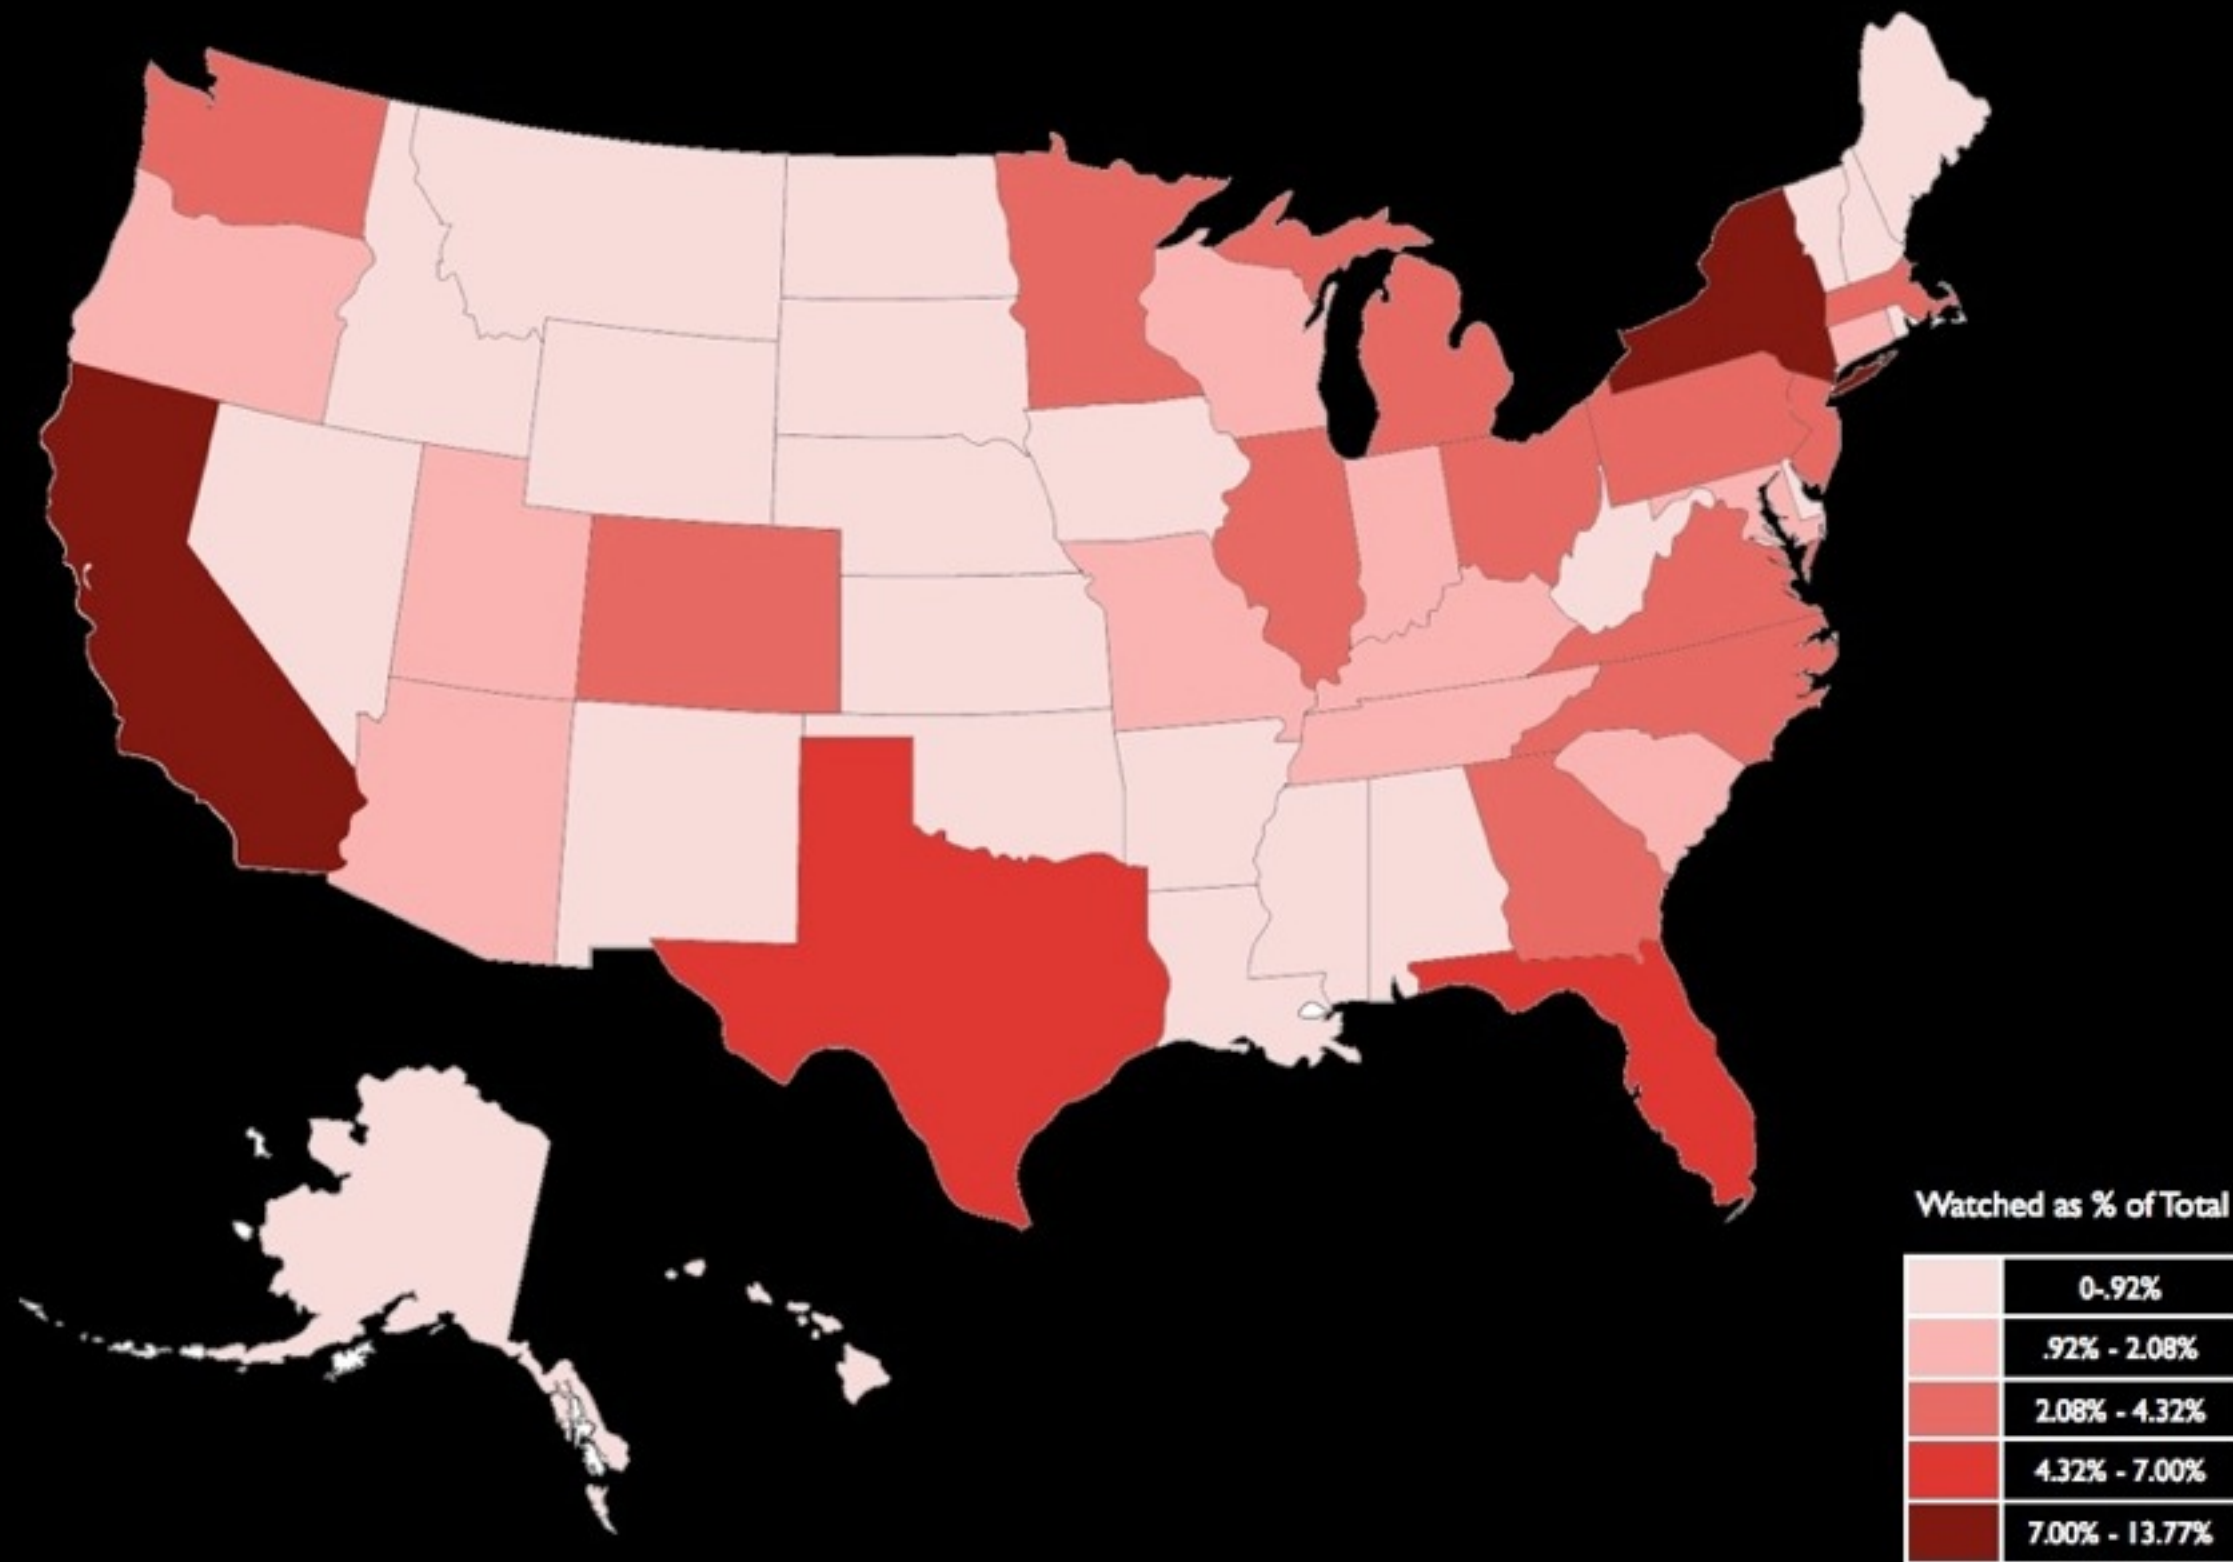 Watched as % of Total
0-.92%
.92% - 2.08%
2.08% - 4.32%
4.32% - 7.00%
7.00% - 13.77%